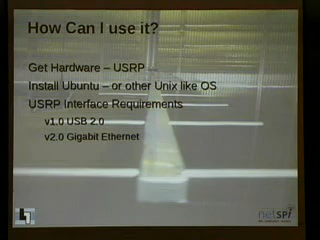 How Can I use it?
Get Hardware – USRP
Install Ubuntu – or other Unix like OS
USRP Interface Requirements
v1.0 USB 2.0
v2.0 Gigabit Ethernet
netSPI